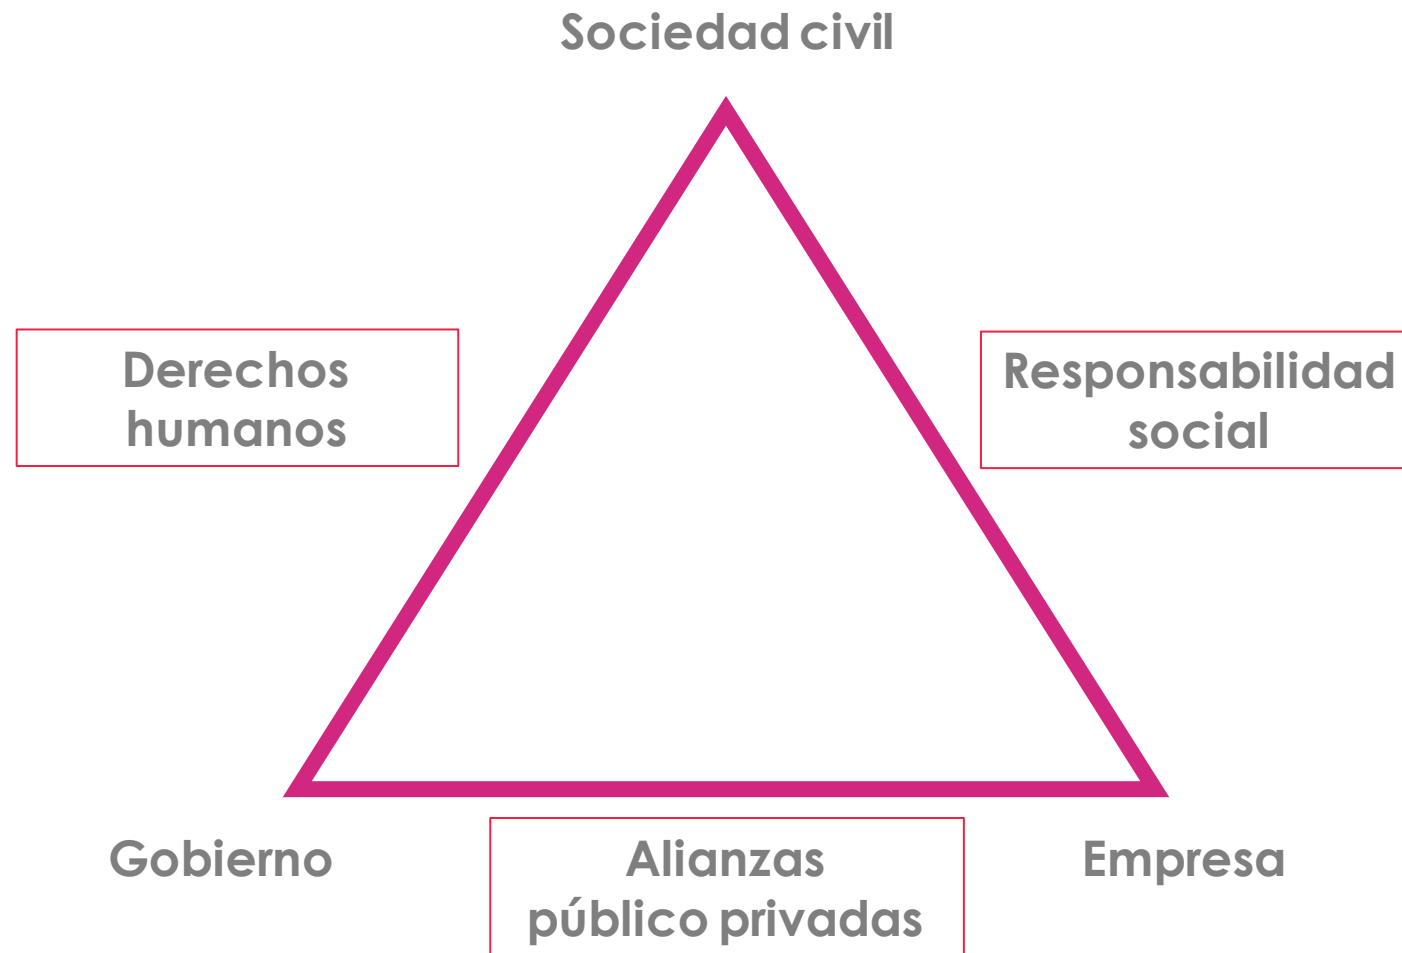 Sociedad civil
Derechos
humanos
Responsabilidad
social
Gobierno
Alianzas
público privadas
Empresa